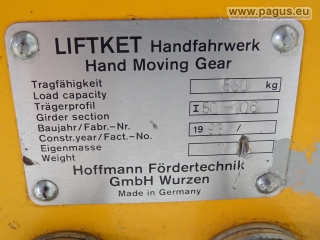 www.pagus.eu
LIFTKET Handfahrwerk
Hand Moving Gear
Tragfähigkeit
Load capacity kg
Trägerprofil
Girder section I
Baujahr/Fabr.-Nr.
Constr.year/Fact.-No. 19 /
Eigenmasse
Weight
Hoffmann Fördertechnik
GmbH Wurzen
Made in Germany